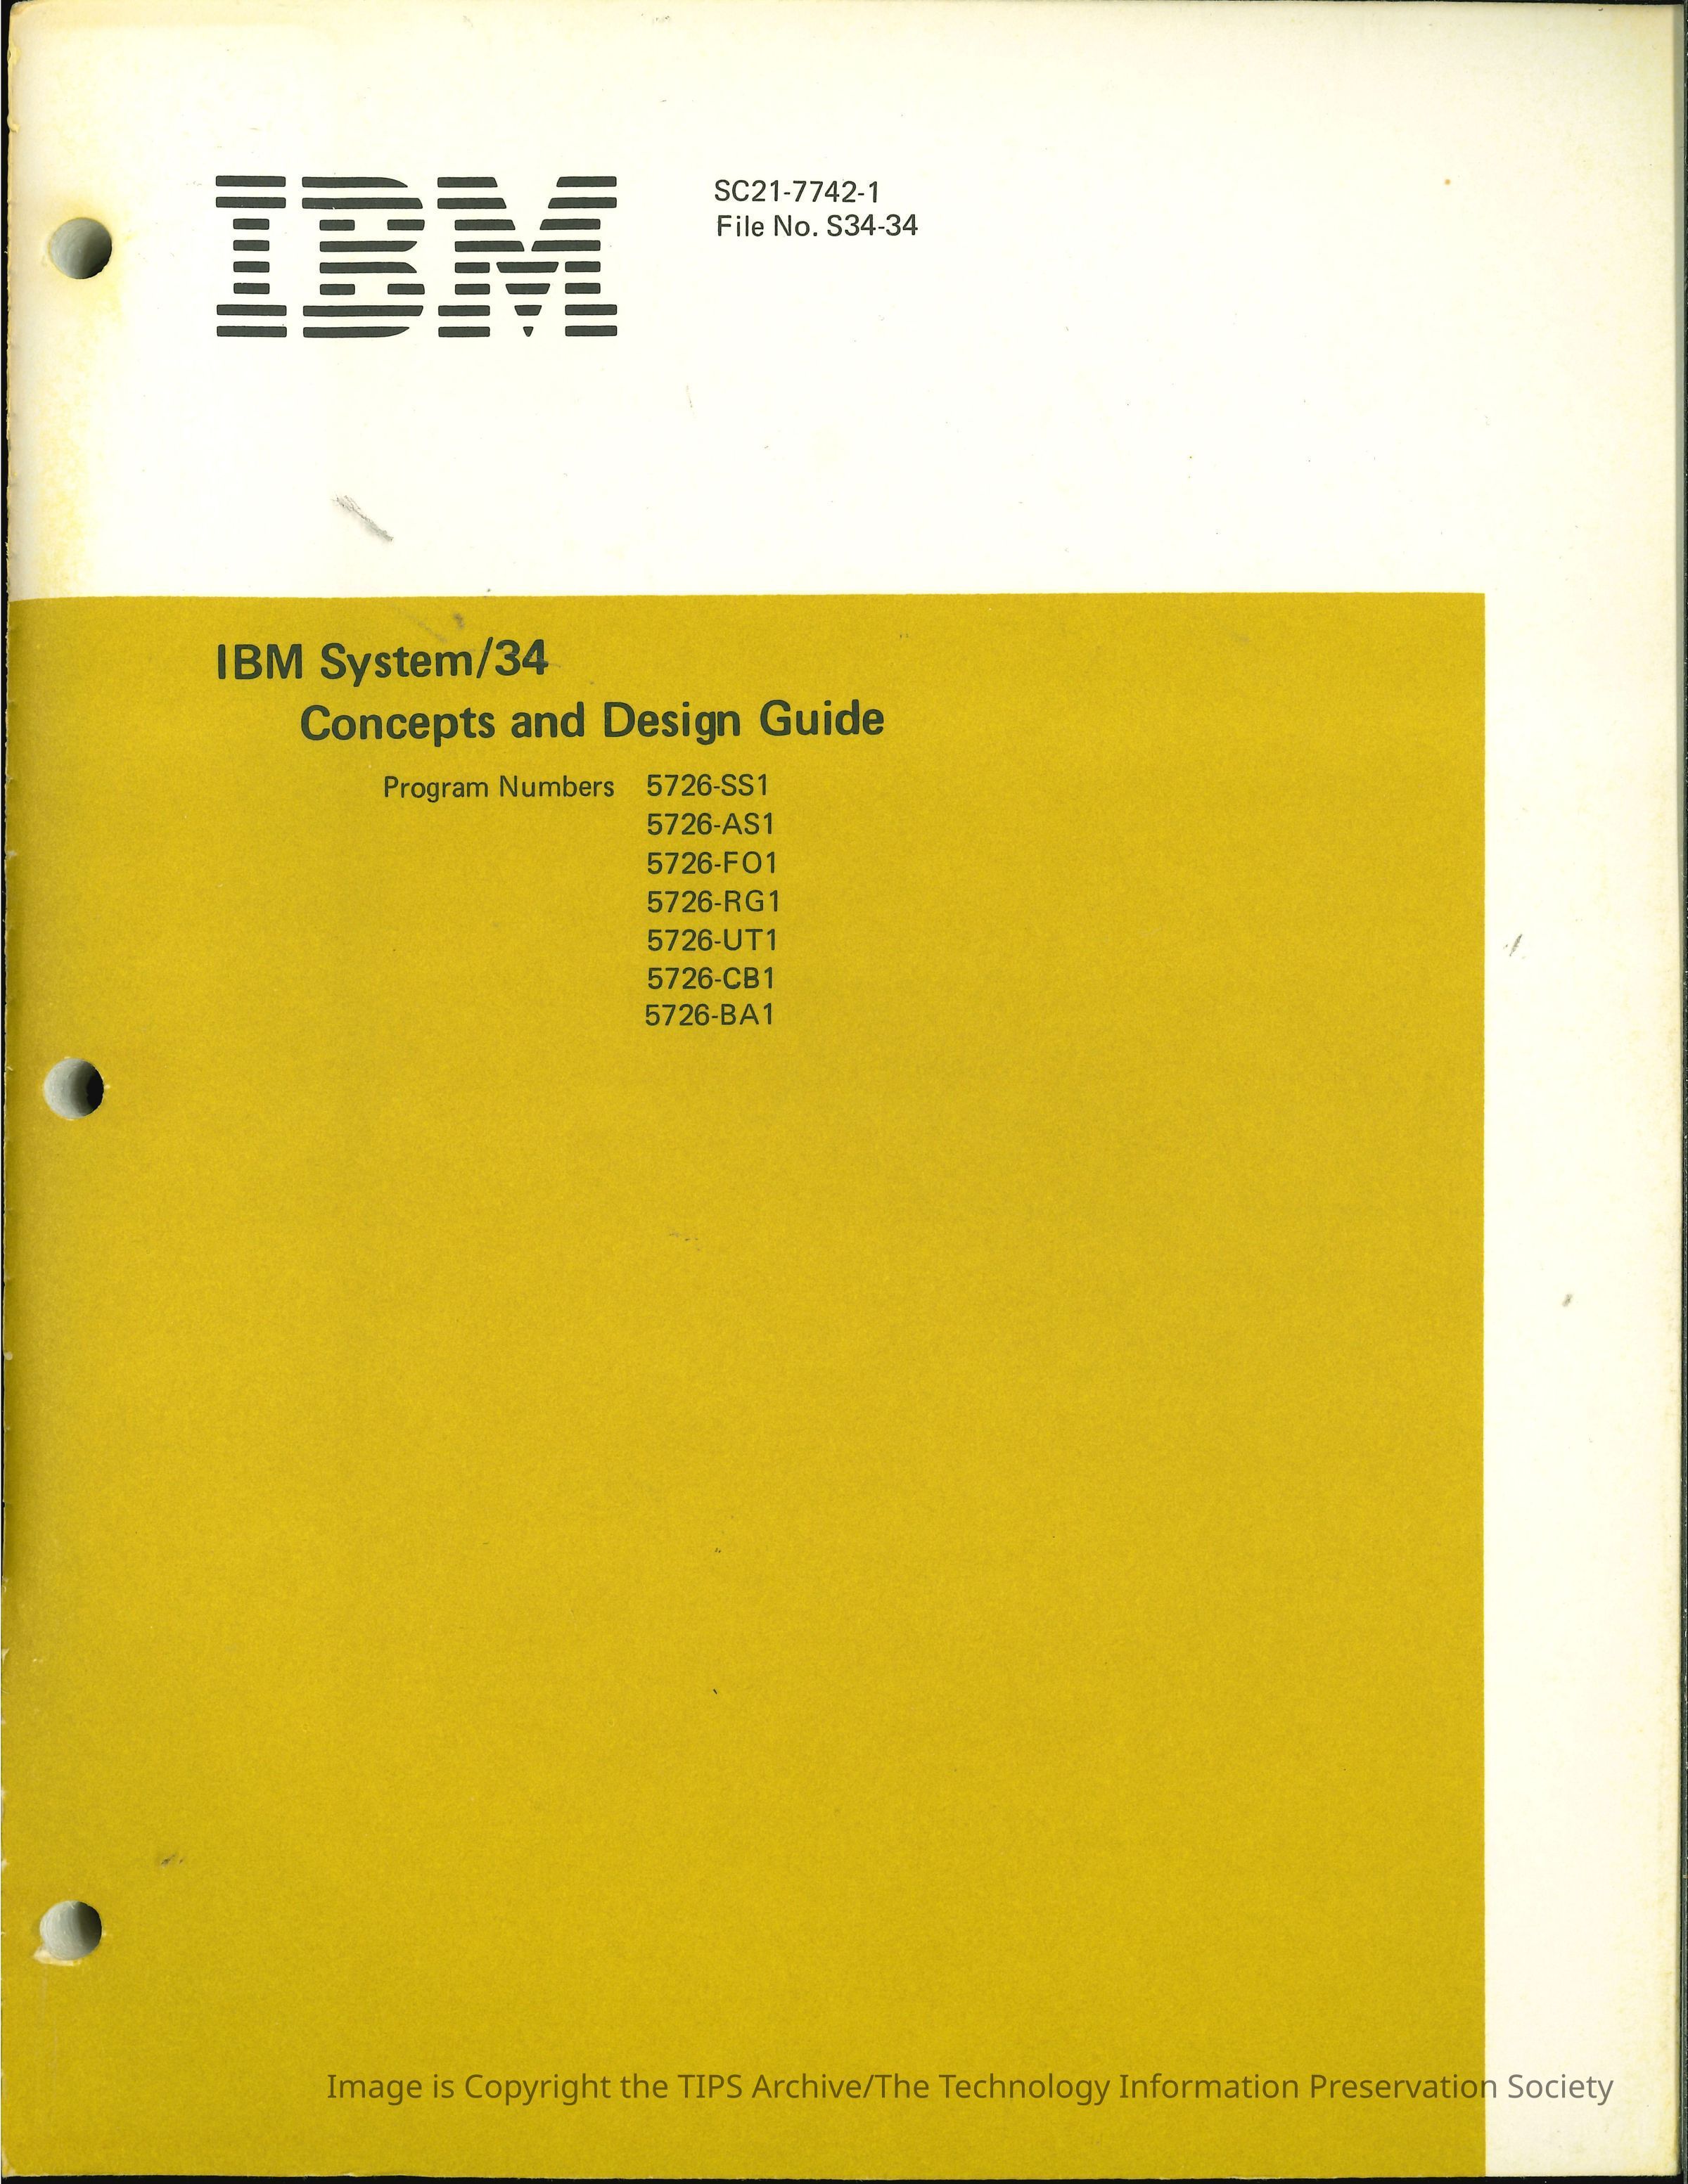 IBM
SC21-7742-1
File No. S34-34
IBM System/34
Concepts and Design Guide
Program Numbers 5726-SS1
5726-AS1
5726-FO1
5726-RG1
5726-UT1
5726-CB1
5726-BA1
Image is Copyright the TIPS Archive/The Technology Information Preservation Society